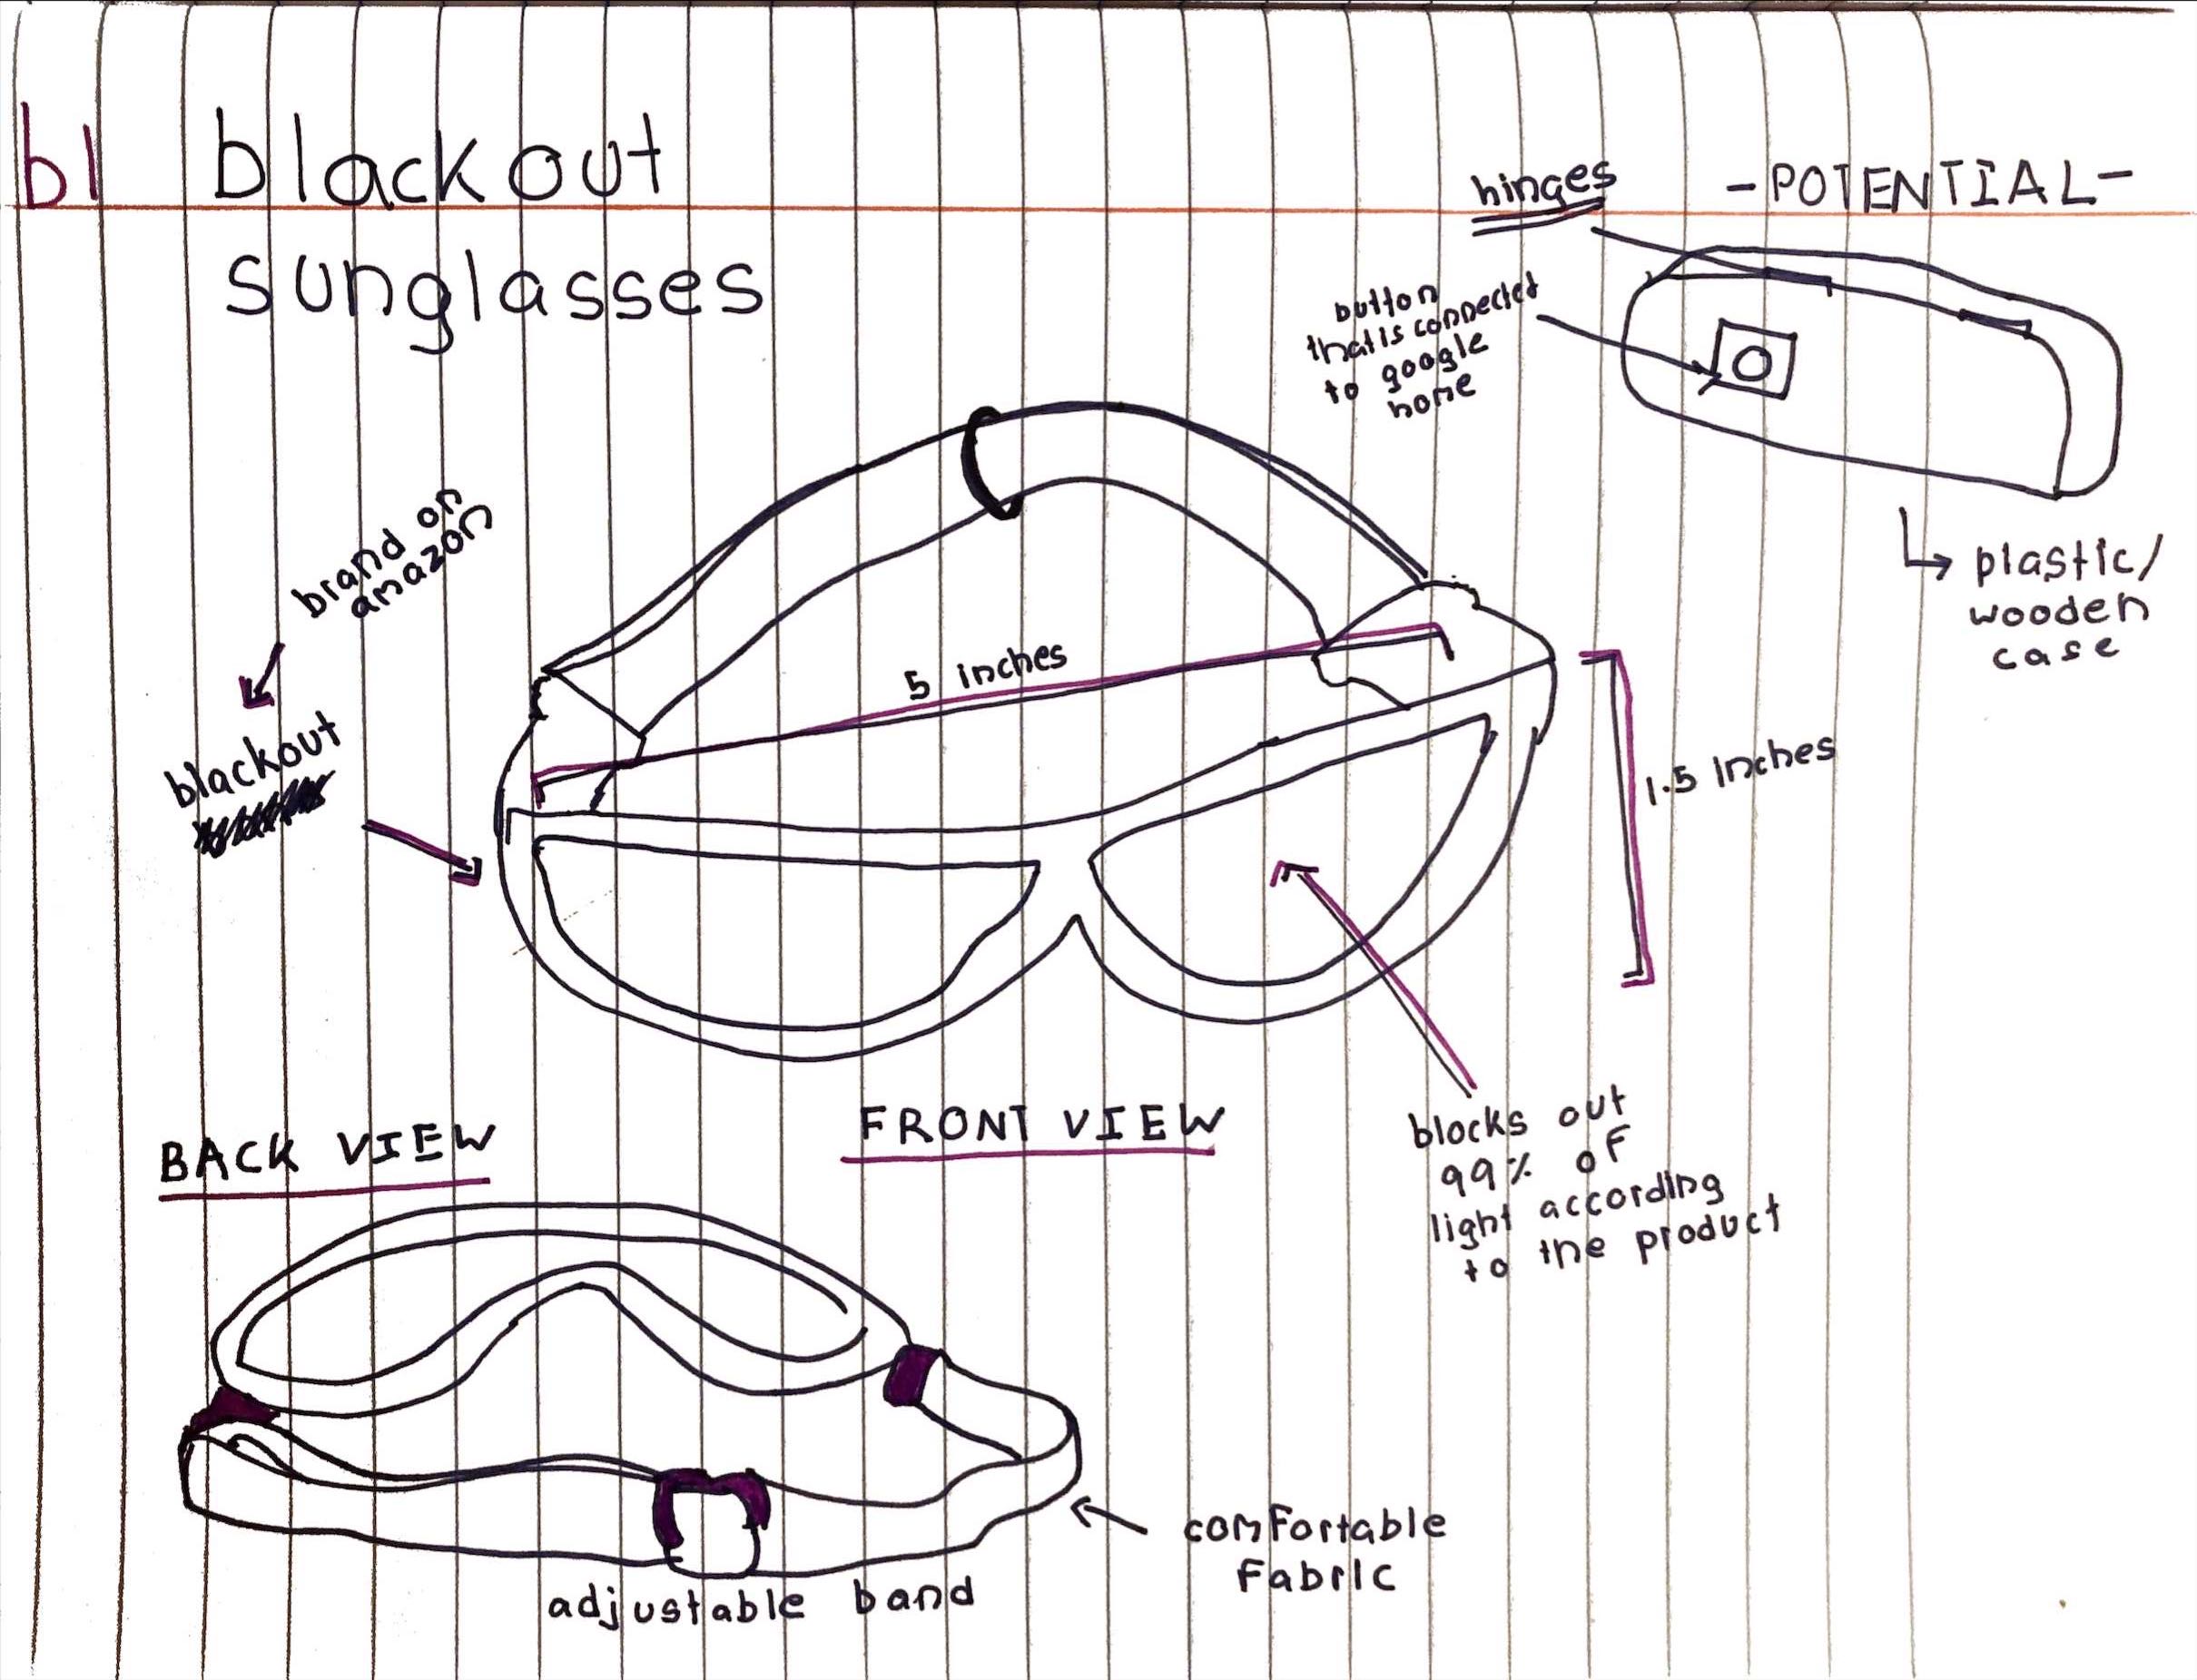 b1
blackout
sunglasses
hinges
-POTENTIAL-
button
that is connected
to google
home
plastic/
wooden
case
brand on
amazon
blackout
5 inches
1.5 inches
FRONT VIEW
BACK VIEW
blocks out
99% of
light according
to the product
comfortable
fabric
adjustable band